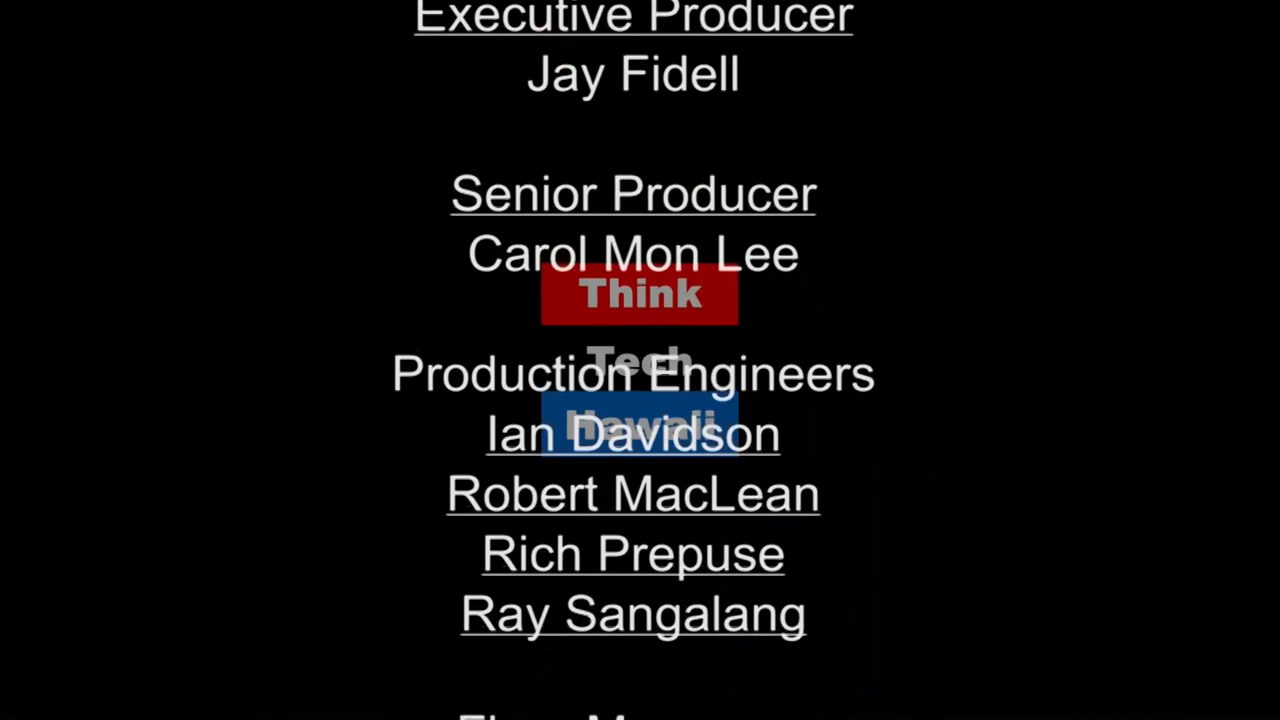 Executive Producer
Jay Fidell
Senior Producer
Carol Mon Lee
Think
Tech
Production Engineers
Hawaii
Ian Davidson
Robert MacLean
Rich Prepuse
Ray Sangalang